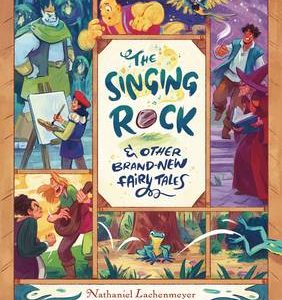 THE
SINGING
ROCK
& OTHER
BRAND-NEW
FAIRY TALES
Nathaniel Lachenmeyer